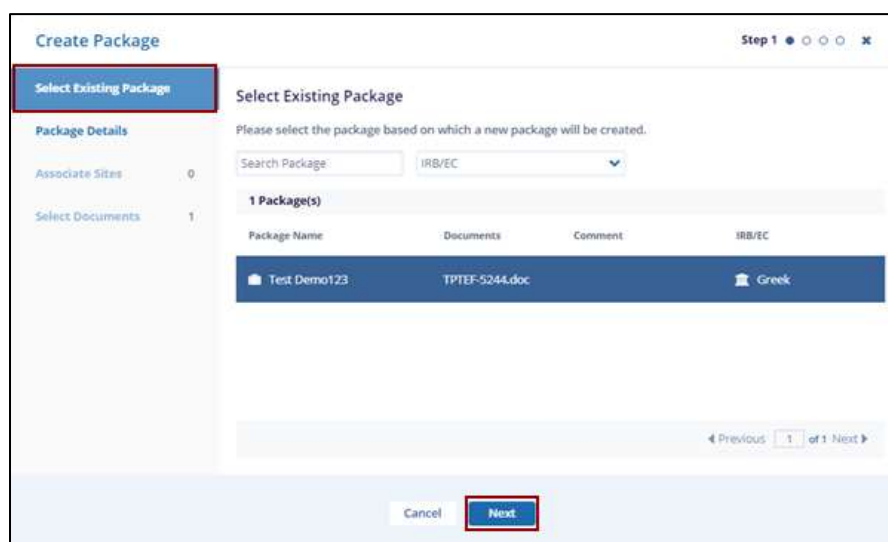 Create Package
Step 1
Select Existing Package
Package Details
Associate Sites 0
Select Documents 1
Select Existing Package
Please select the package based on which a new package will be created.
Search Package IRB/EC
1 Package(s)
Package Name Documents Comment IRB/EC
Test Demo123 TPTEF-5244.doc Greek
Previous 1 of 1 Next
Cancel Next